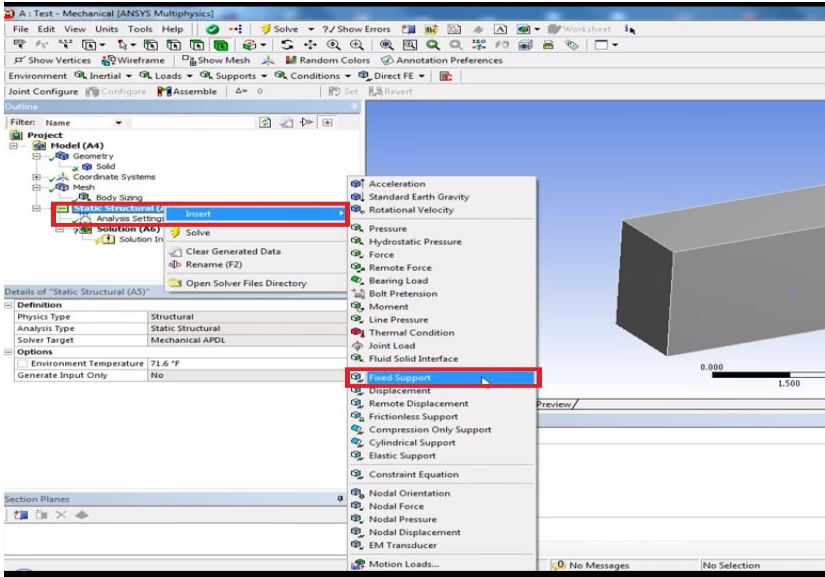 A : Test - Mechanical [ANSYS Multiphysics]
File Edit View Units Tools Help Solve ?/ Show Errors Worksheet
Show Vertices Wireframe Show Mesh Random Colors Annotation Preferences
Environment Inertial Loads Supports Conditions Direct FE
Joint Configure Configure Assemble Δ= 0 Set Revert
Outline
Filter: Name
Project
Model (A4)
Geometry
Solid
Coordinate Systems
Mesh
Body Sizing
Static Structural (A
Analysis Settings
Solution (A6)
Solution In
Insert
Solve
Clear Generated Data
Rename (F2)
Open Solver Files Directory
Acceleration
Standard Earth Gravity
Rotational Velocity
Pressure
Hydrostatic Pressure
Force
Remote Force
Bearing Load
Bolt Pretension
Moment
Line Pressure
Thermal Condition
Joint Load
Fluid Solid Interface
Fixed Support
Displacement
Remote Displacement
Frictionless Support
Compression Only Support
Cylindrical Support
Elastic Support
Constraint Equation
Nodal Orientation
Nodal Force
Nodal Pressure
Nodal Displacement
EM Transducer
Motion Loads...
Details of "Static Structural (A5)"
Definition
Physics Type Structural
Analysis Type Static Structural
Solver Target Mechanical APDL
Options
Environment Temperature 71.6 °F
Generate Input Only No
Section Planes
0.000
1.500
Preview
0 No Messages
No Selection